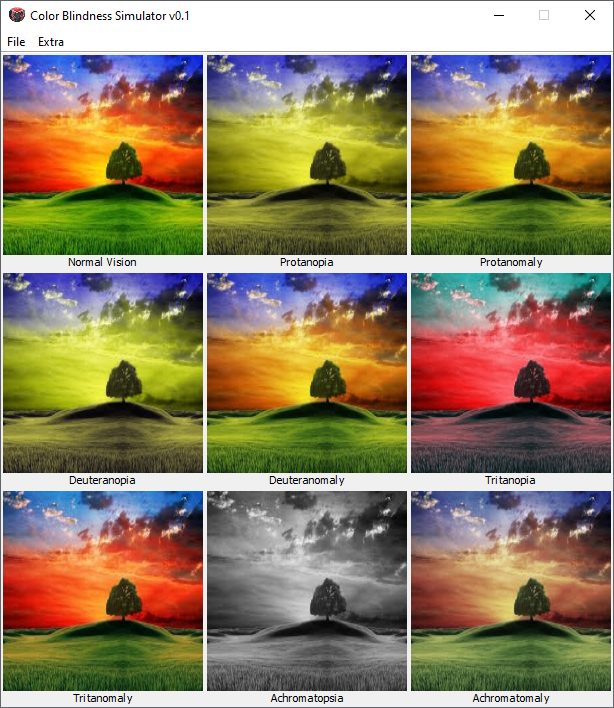 Color Blindness Simulator v0.1
File Extra
Normal Vision Protanopia Protanomaly
Deuteranopia Deuteranomaly Tritanopia
Tritanomaly Achromatopsia Achromatomaly